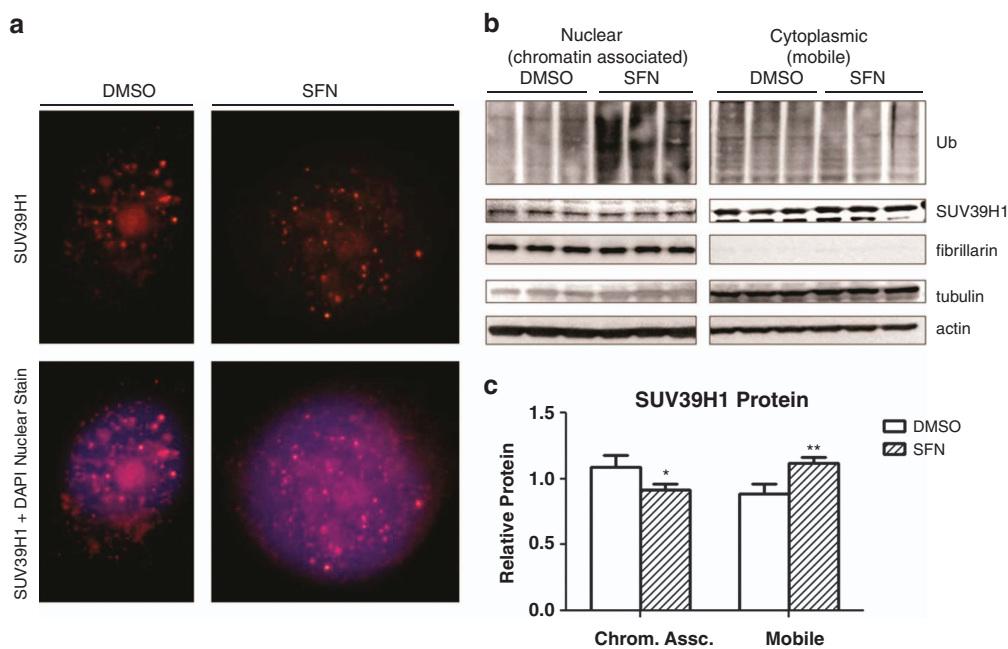 a
DMSO
SFN
SUV39H1
SUV39H1 + DAPI Nuclear Stain
b
Nuclear
(chromatin associated)
Cytoplasmic
(mobile)
DMSO
SFN
DMSO
SFN
Ub
SUV39H1
fibrillarin
tubulin
actin
c
SUV39H1 Protein
Relative Protein
1.5
1.0
0.5
0.0
*
**
DMSO
SFN
Chrom. Assc.
Mobile